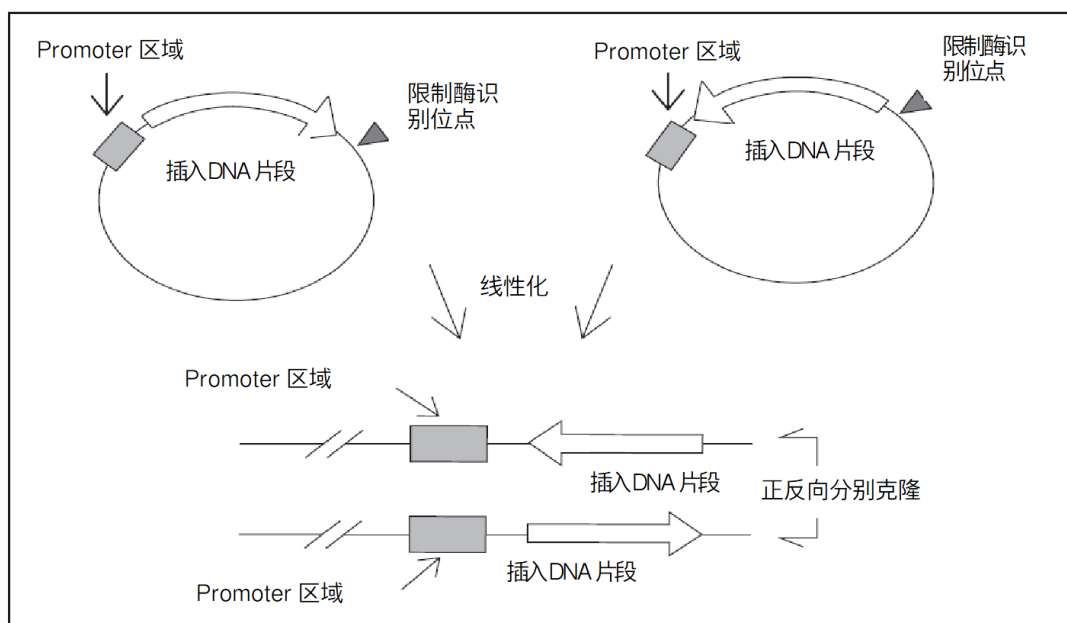 Promoter 区域
限制酶识
别位点
插入DNA 片段
Promoter 区域
限制酶识
别位点
插入DNA 片段
线性化
Promoter 区域
插入DNA 片段
正反向分别克隆
插入DNA 片段
Promoter 区域